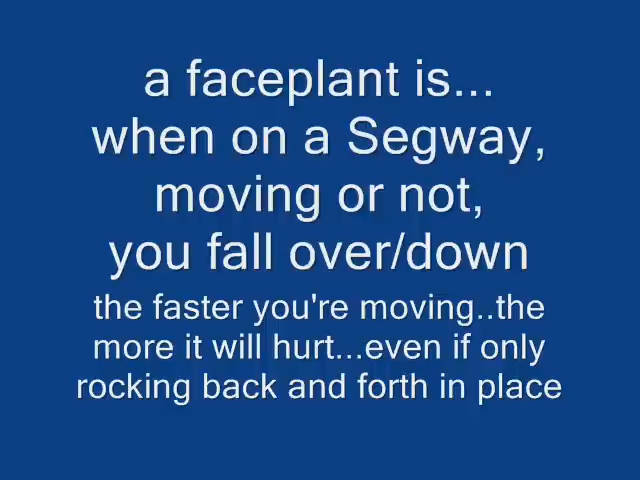 a faceplant is...
when on a Segway,
moving or not,
you fall over/down
the faster you're moving..the
more it will hurt...even if only
rocking back and forth in place